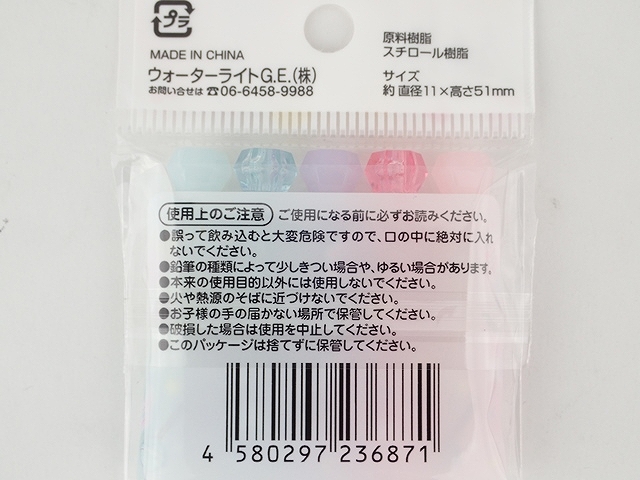 プラ
MADE IN CHINA
ウォーターライトG.E.(株)
お問い合せは ☎06-6458-9988
原料樹脂
スチロール樹脂
サイズ
約 直径11×高さ51mm
使用上のご注意 ご使用になる前に必ずお読みください。
●誤って飲み込むと大変危険ですので、口の中に絶対に入れ
ないでください。
●鉛筆の種類によって少しきつい場合や、ゆるい場合があります。
●本来の使用目的以外には使用しないでください。
●火や熱源のそばに近づけないでください。
●お子様の手の届かない場所で保管してください。
●破損した場合は使用を中止してください。
●このパッケージは捨てずに保管してください。
4 580297 236871